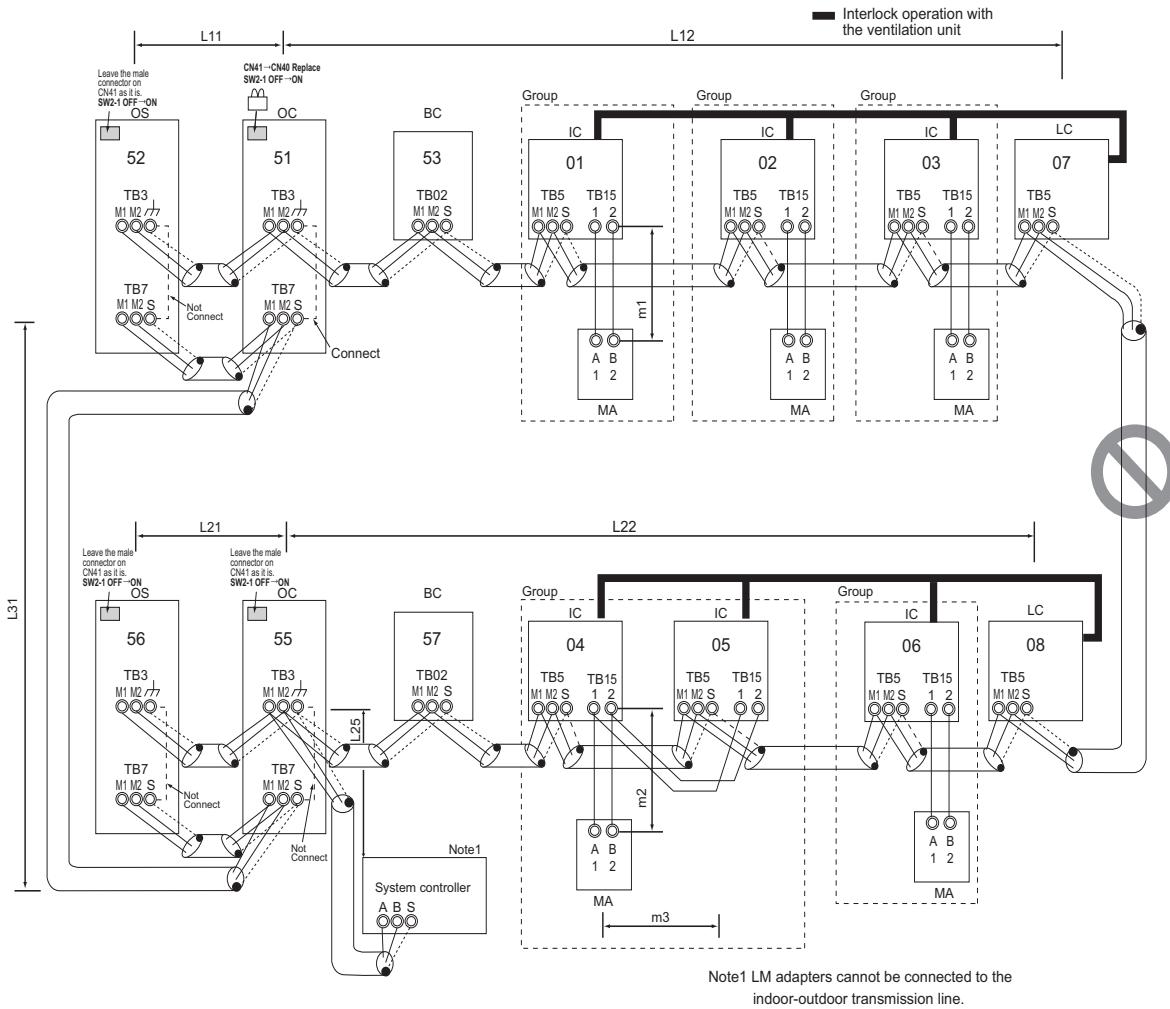 Interlock operation with
the ventilation unit
L11
L12
Leave the male
connector on
CN41 as it is.
SW2-1 OFF→ON
CN41→CN40 Replace
SW2-1 OFF→ON
OS
OC
BC
Group
Group
Group
IC
IC
IC
LC
52
51
53
01
02
03
07
TB3
TB3
TB02
TB5 TB15
TB5 TB15
TB5 TB15
TB5
M1 M2
M1 M2
M1 M2 S
M1 M2 S 1 2
M1 M2 S 1 2
M1 M2 S 1 2
M1 M2 S
TB7
TB7
M1 M2 S
M1 M2 S
Not
Connect
Connect
m1
A B
1 2
MA
A B
1 2
MA
A B
1 2
MA
L31
L21
L22
Leave the male
connector on
CN41 as it is.
SW2-1 OFF→ON
Leave the male
connector on
CN41 as it is.
SW2-1 OFF→ON
OS
OC
BC
Group
Group
IC
IC
IC
LC
56
55
57
04
05
06
08
TB3
TB3
TB02
TB5 TB15
TB5 TB15
TB5 TB15
TB5
M1 M2
M1 M2
M1 M2 S
M1 M2 S 1 2
M1 M2 S 1 2
M1 M2 S 1 2
M1 M2 S
L25
TB7
TB7
M1 M2 S
M1 M2 S
Not
Connect
Not
Connect
m2
A B
1 2
MA
A B
1 2
MA
m3
Note1
System controller
A B S
Note1 LM adapters cannot be connected to the
indoor-outdoor transmission line.